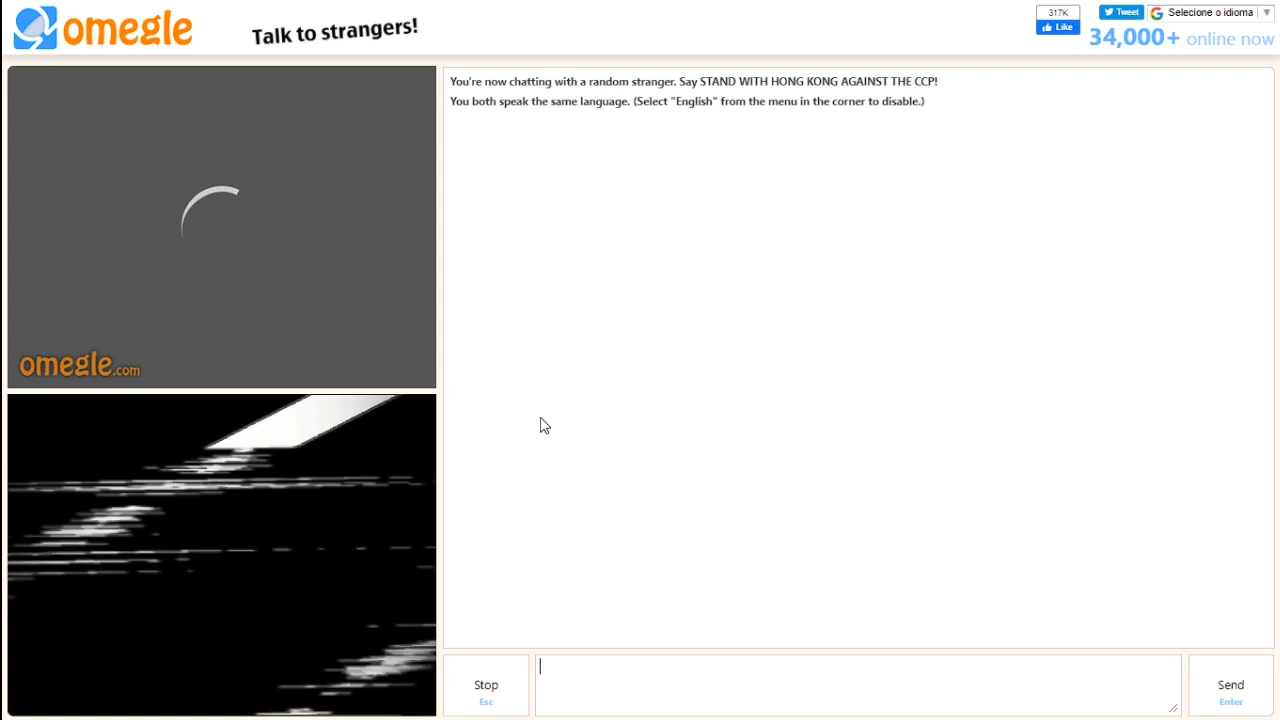 omegle
Talk to strangers!
317K
Like
Tweet
Selecione o idioma
34,000+ online now
You're now chatting with a random stranger. Say STAND WITH HONG KONG AGAINST THE CCP!
You both speak the same language. (Select "English" from the menu in the corner to disable.)
omegle.com
Stop
Esc
Send
Enter